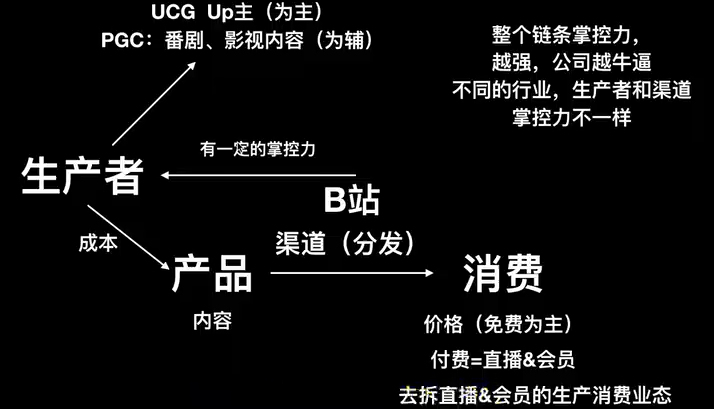 UCG Up主（为主）
PGC：番剧、影视内容（为辅）
整个链条掌控力，
越强，公司越牛逼
不同的行业，生产者和渠道
掌控力不一样
有一定的掌控力
生产者
B站
成本
渠道（分发）
产品
消费
内容
价格（免费为主）
付费=直播&会员
去拆直播&会员的生产消费业态